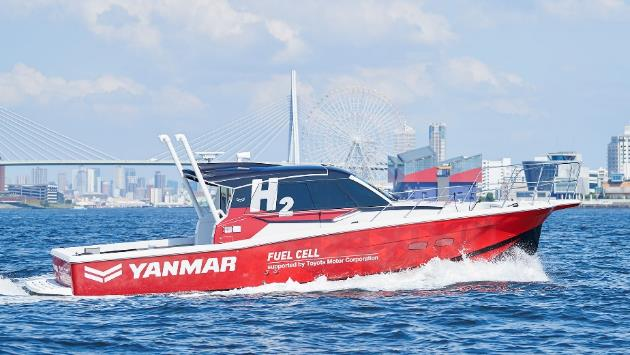 H2
FUEL CELL
supported by Toyota Motor Corporation
YANMAR